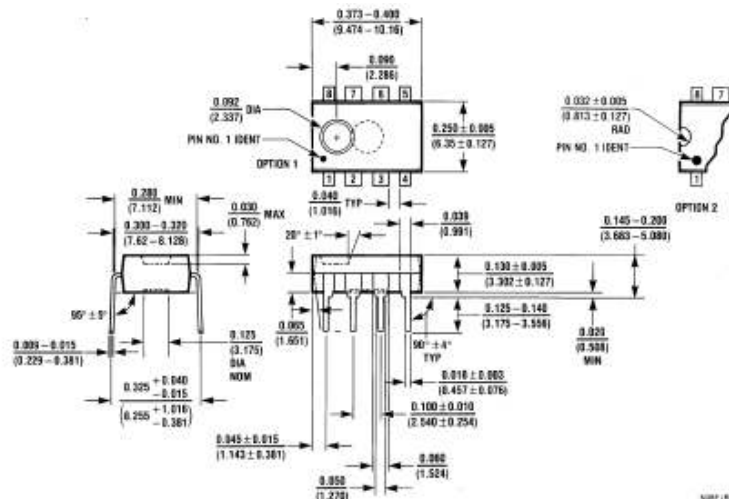 0.373–0.400
(9.474–10.16)
0.090
(2.286)
8 7 6 5
0.092 DIA
(2.337)
PIN NO. 1 IDENT
OPTION 1
1 2 3 4
0.250 ± 0.005
(6.35 ± 0.127)
0.032 ± 0.005
(0.813 ± 0.127)
RAD
PIN NO. 1 IDENT
8 7
1
OPTION 2
0.280 MIN
(7.112)
0.300–0.320
(7.62–8.128)
0.030 MAX
(0.762)
0.040 TYP
(1.016)
0.039
(0.991)
20° ±1°
0.145–0.200
(3.683–5.080)
0.130 ± 0.005
(3.302 ± 0.127)
0.125–0.140
(3.175–3.556)
0.020
(0.508)
MIN
95° ±5°
0.009–0.015
(0.229–0.381)
0.125
(3.175)
DIA
NOM
0.065
(1.651)
90° ±4°
TYP
0.018 ± 0.003
(0.457 ± 0.076)
0.325 +0.040
−0.015
(8.255 +1.016
−0.381)
0.100 ± 0.010
(2.540 ± 0.254)
0.045 ± 0.015
(1.143 ± 0.381)
0.060
(1.524)
0.050
(1.270)